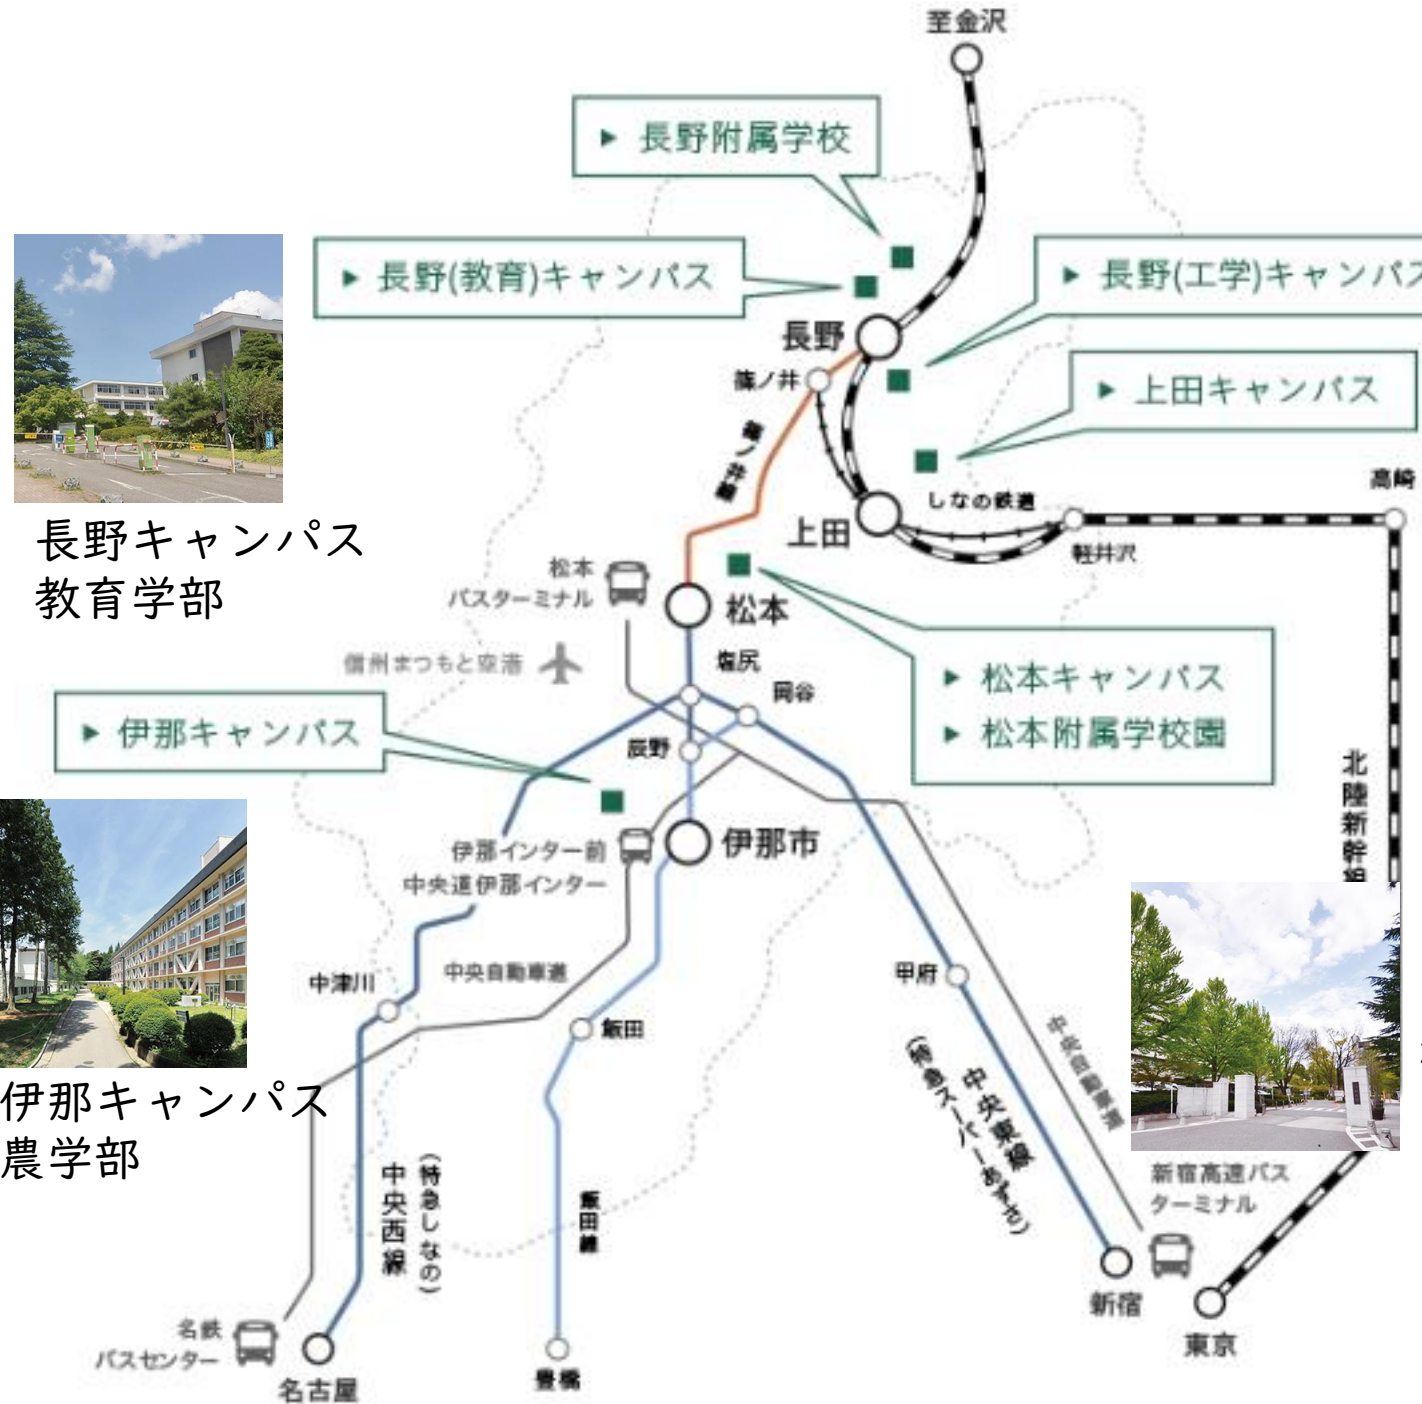 至金沢
▶ 長野附属学校
▶ 長野(教育)キャンパス
▶ 長野(工学)キャンパス
長野
篠ノ井
▶ 上田キャンパス
篠ノ井線
高崎
しなの鉄道
上田
軽井沢
長野キャンパス
教育学部
松本
バスターミナル
松本
信州まつもと空港
塩尻
岡谷
▶ 松本キャンパス
▶ 松本附属学校園
▶ 伊那キャンパス
辰野
北陸新幹線
伊那インター前
中央道伊那インター
伊那市
中津川
中央自動車道
甲府
飯田
中央自動車道
中央東線
(特急スーパーあずさ)
伊那キャンパス
農学部
中央西線
(特急しなの)
飯田線
新宿高速バス
ターミナル
新宿
東京
名鉄
バスセンター
名古屋
豊橋